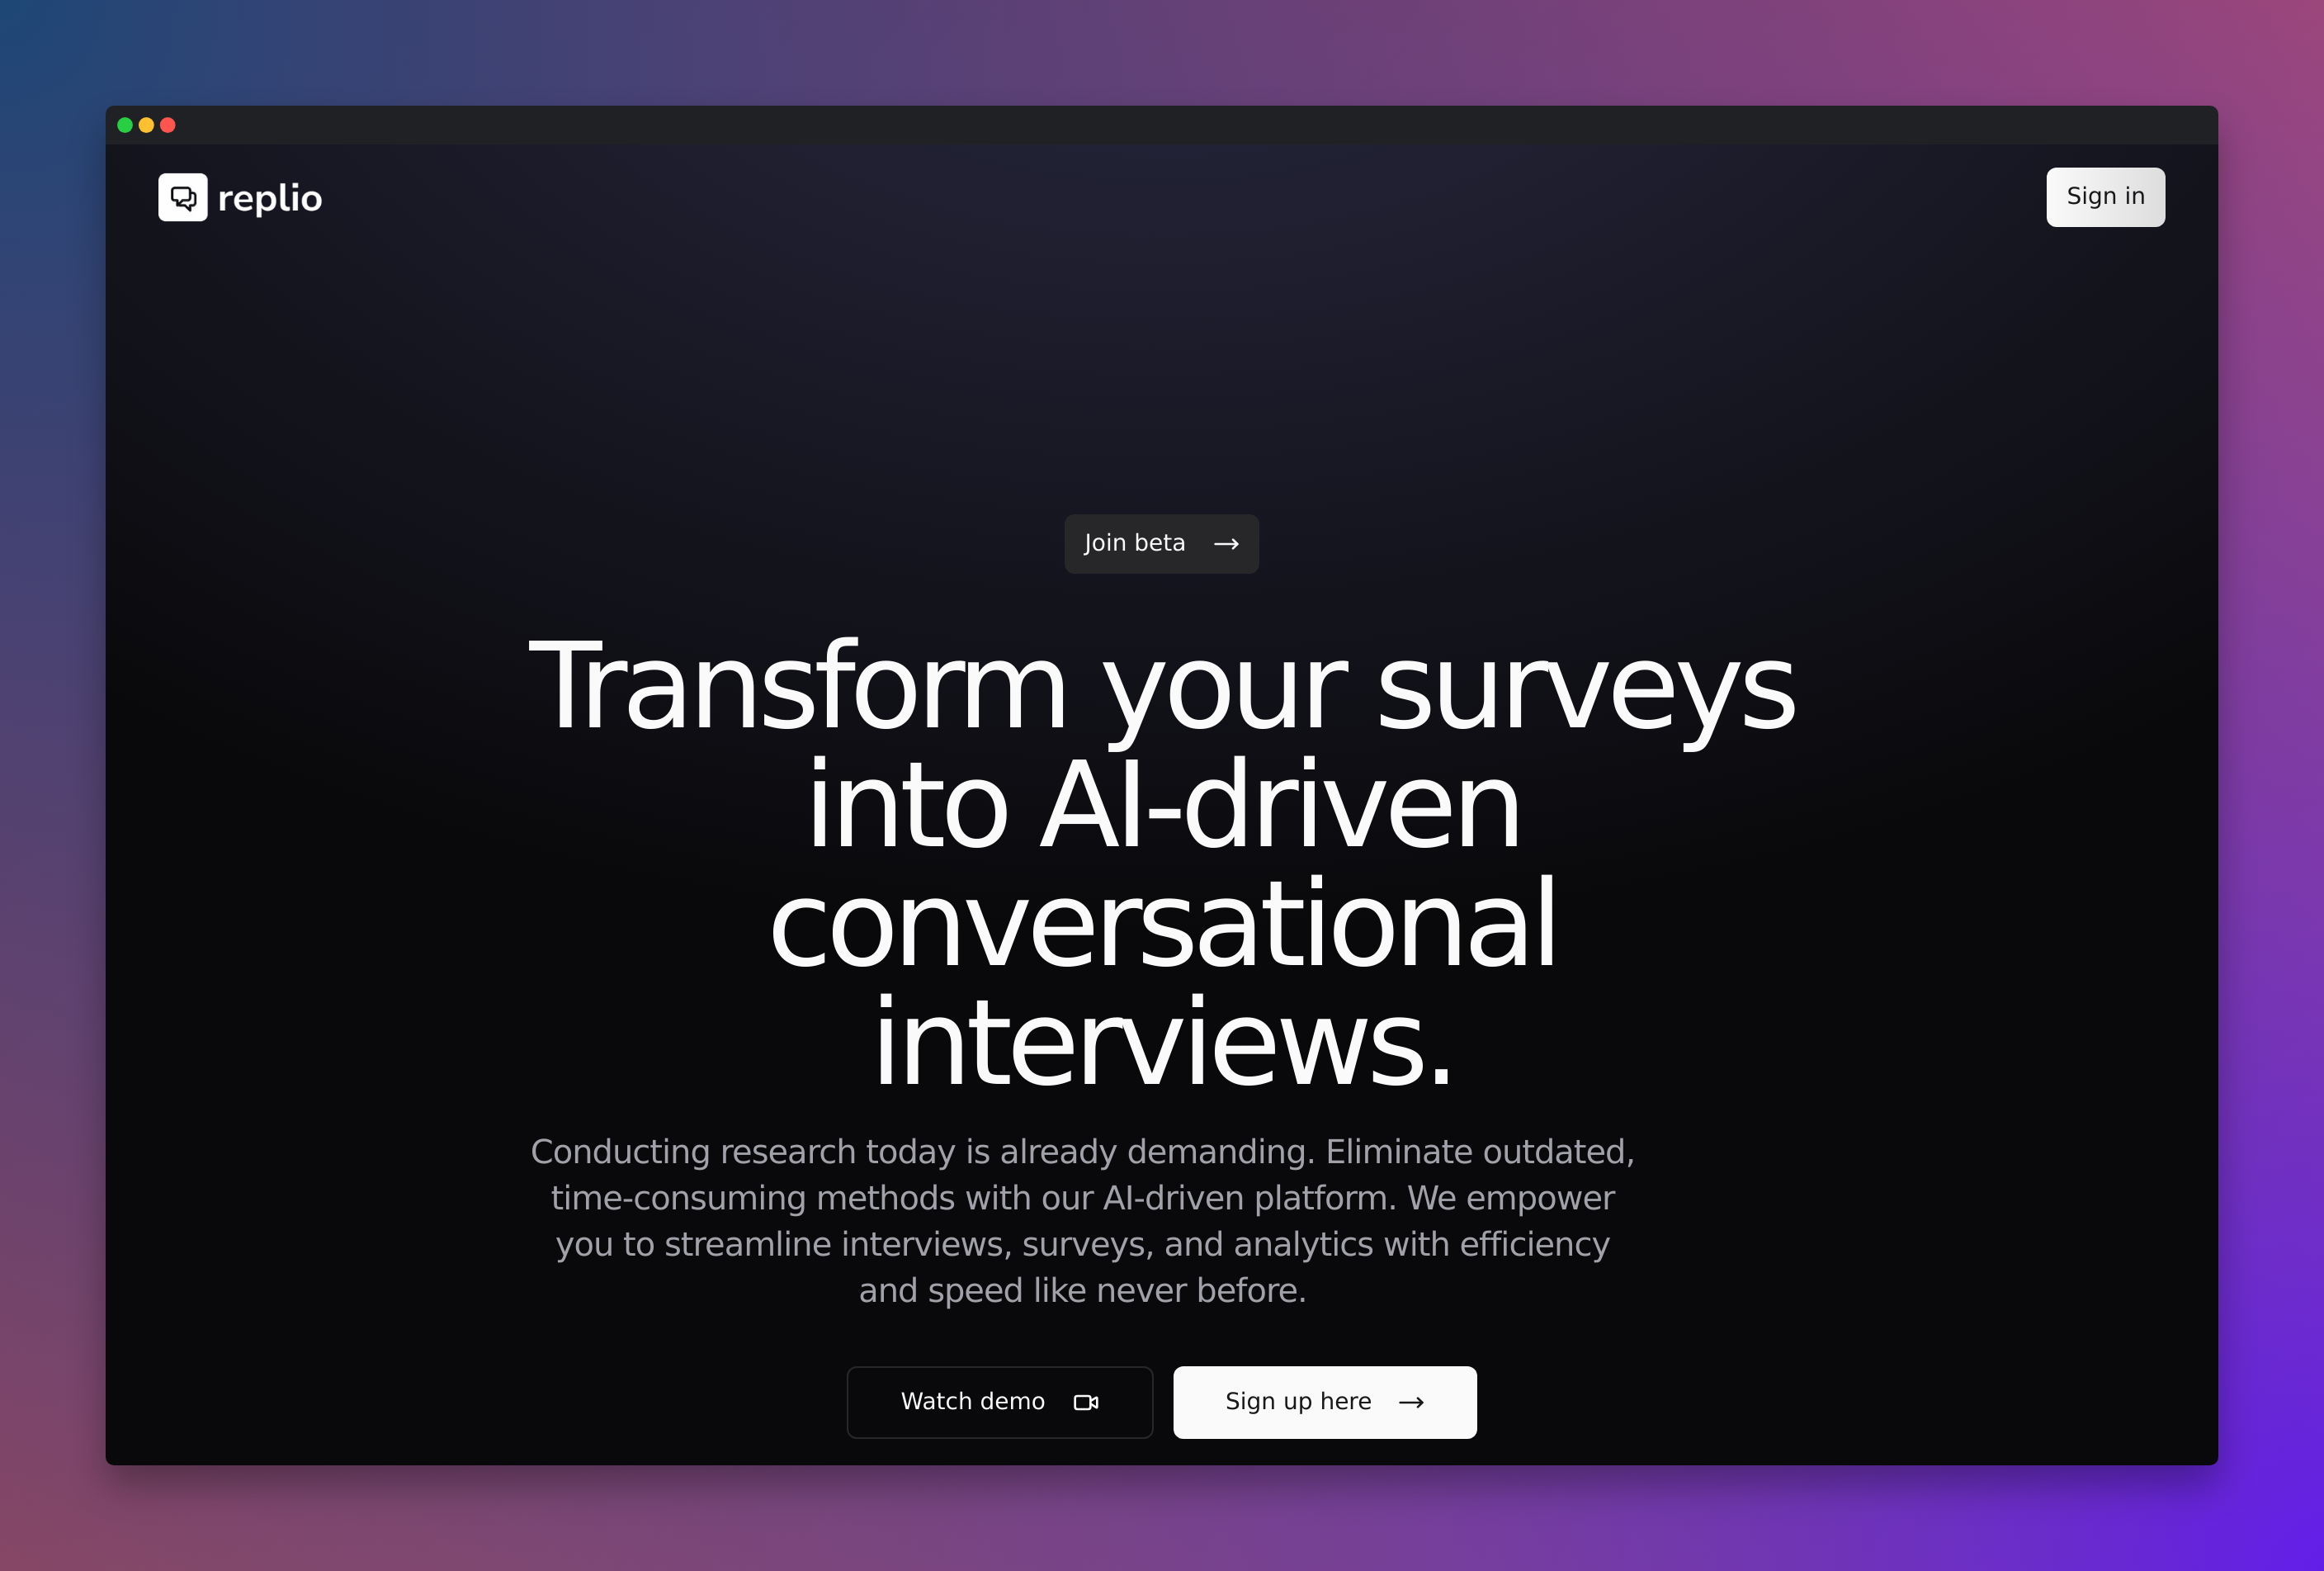 replio
Sign in
Join beta
Transform your surveys
into AI-driven
conversational
interviews.
Conducting research today is already demanding. Eliminate outdated,
time-consuming methods with our AI-driven platform. We empower
you to streamline interviews, surveys, and analytics with efficiency
and speed like never before.
Watch demo
Sign up here